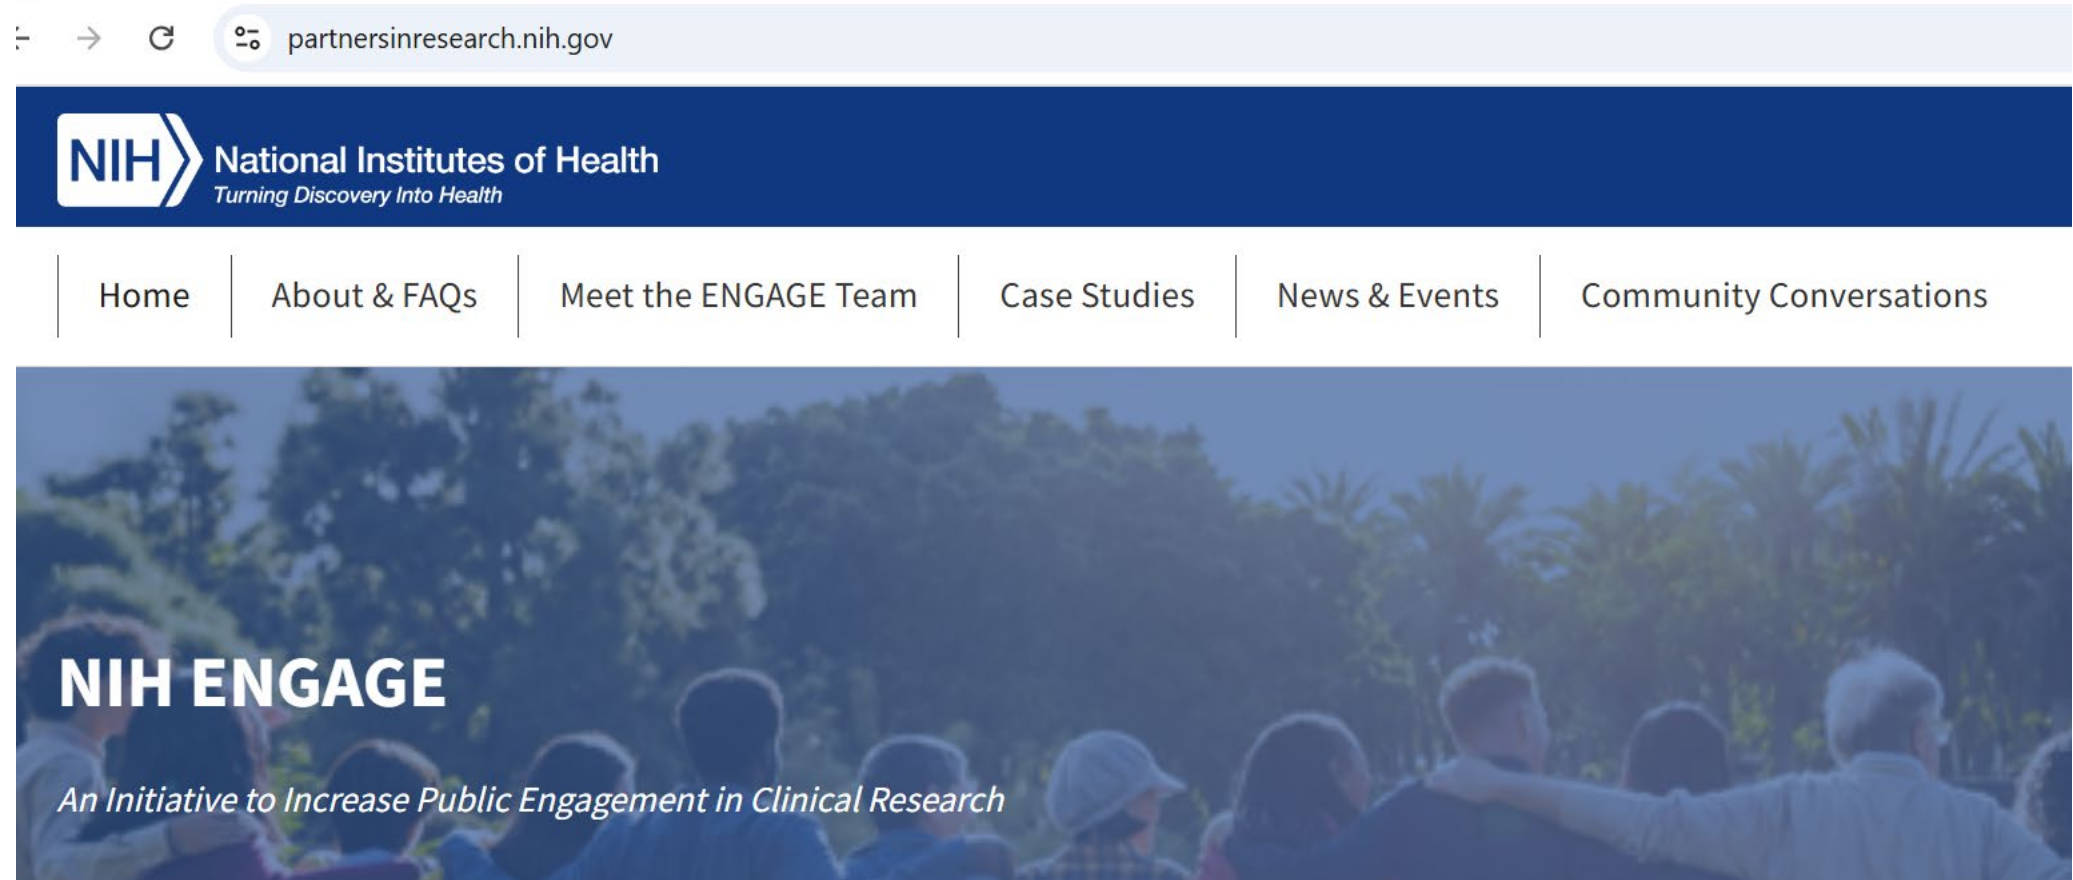 partnersinresearch.nih.gov
NIH
National Institutes of Health
Turning Discovery Into Health
Home
About & FAQs
Meet the ENGAGE Team
Case Studies
News & Events
Community Conversations
NIH ENGAGE
An Initiative to Increase Public Engagement in Clinical Research